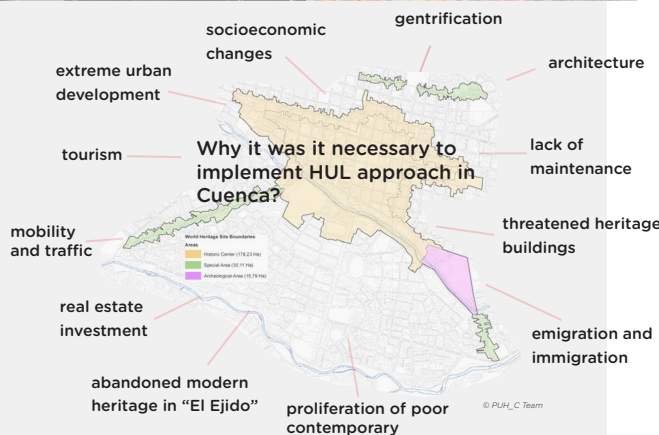 socioeconomic
changes
gentrification
architecture
extreme urban
development
tourism
Why it was it necessary to
implement HUL approach in
Cuenca?
lack of
maintenance
threatened heritage
buildings
mobility
and traffic
World Heritage Site Boundaries
Areas
Historic Center (178,23 Ha)
Special Area (30,11 Ha)
Archeological Area (15,79 Ha)
real estate
investment
emigration and
immigration
abandoned modern
heritage in “El Ejido”
proliferation of poor
contemporary
© PUH_C Team